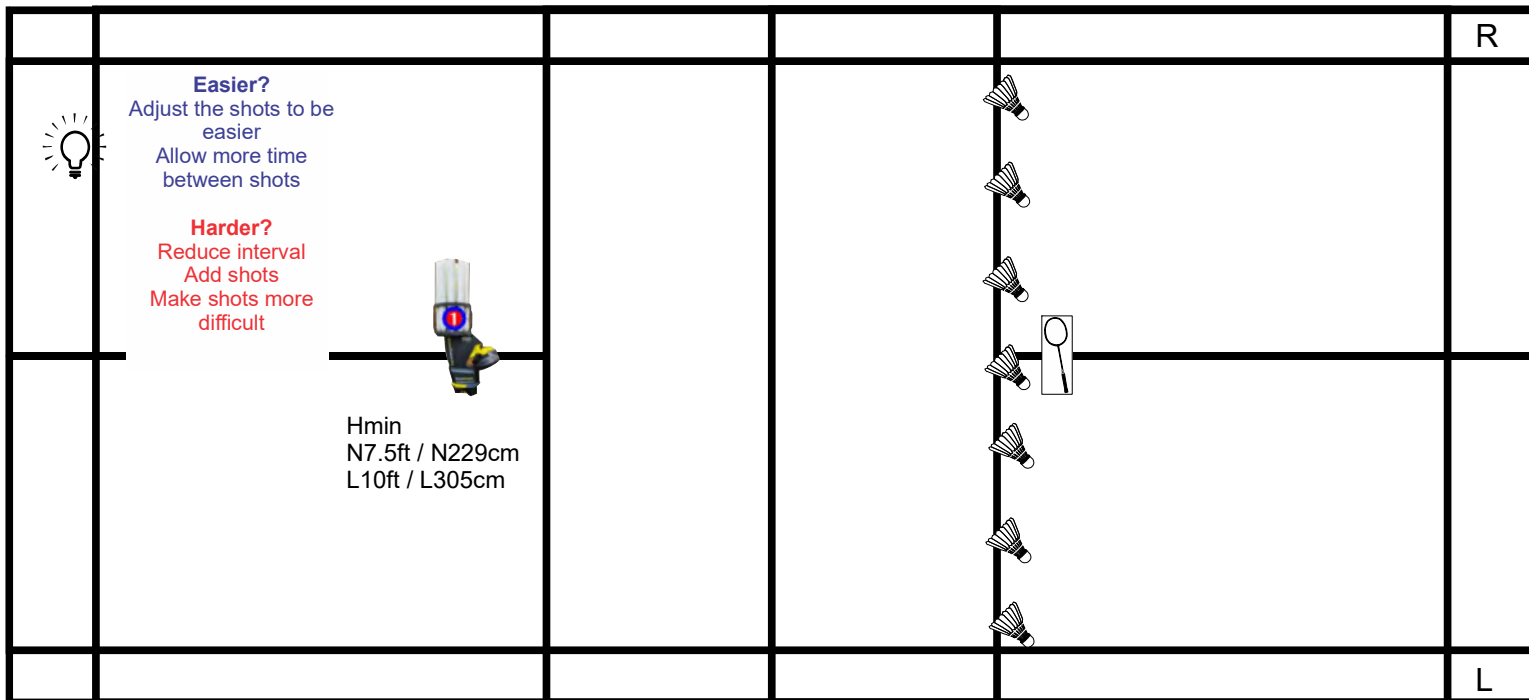 R
Easier?
Adjust the shots to be
easier
Allow more time
between shots
Harder?
Reduce interval
Add shots
Make shots more
difficult
1
Hmin
N7.5ft / N229cm
L10ft / L305cm
L